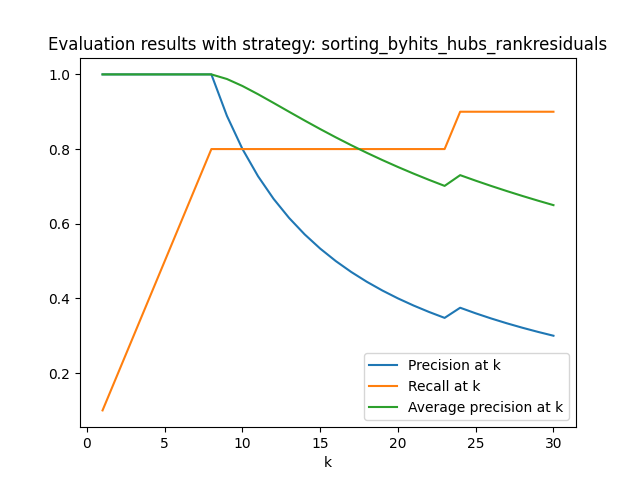 Evaluation results with strategy: sorting_byhits_hubs_rankresiduals
1.0
0.8
0.6
0.4
0.2
0 5 10 15 20 25 30
k
Precision at k
Recall at k
Average precision at k